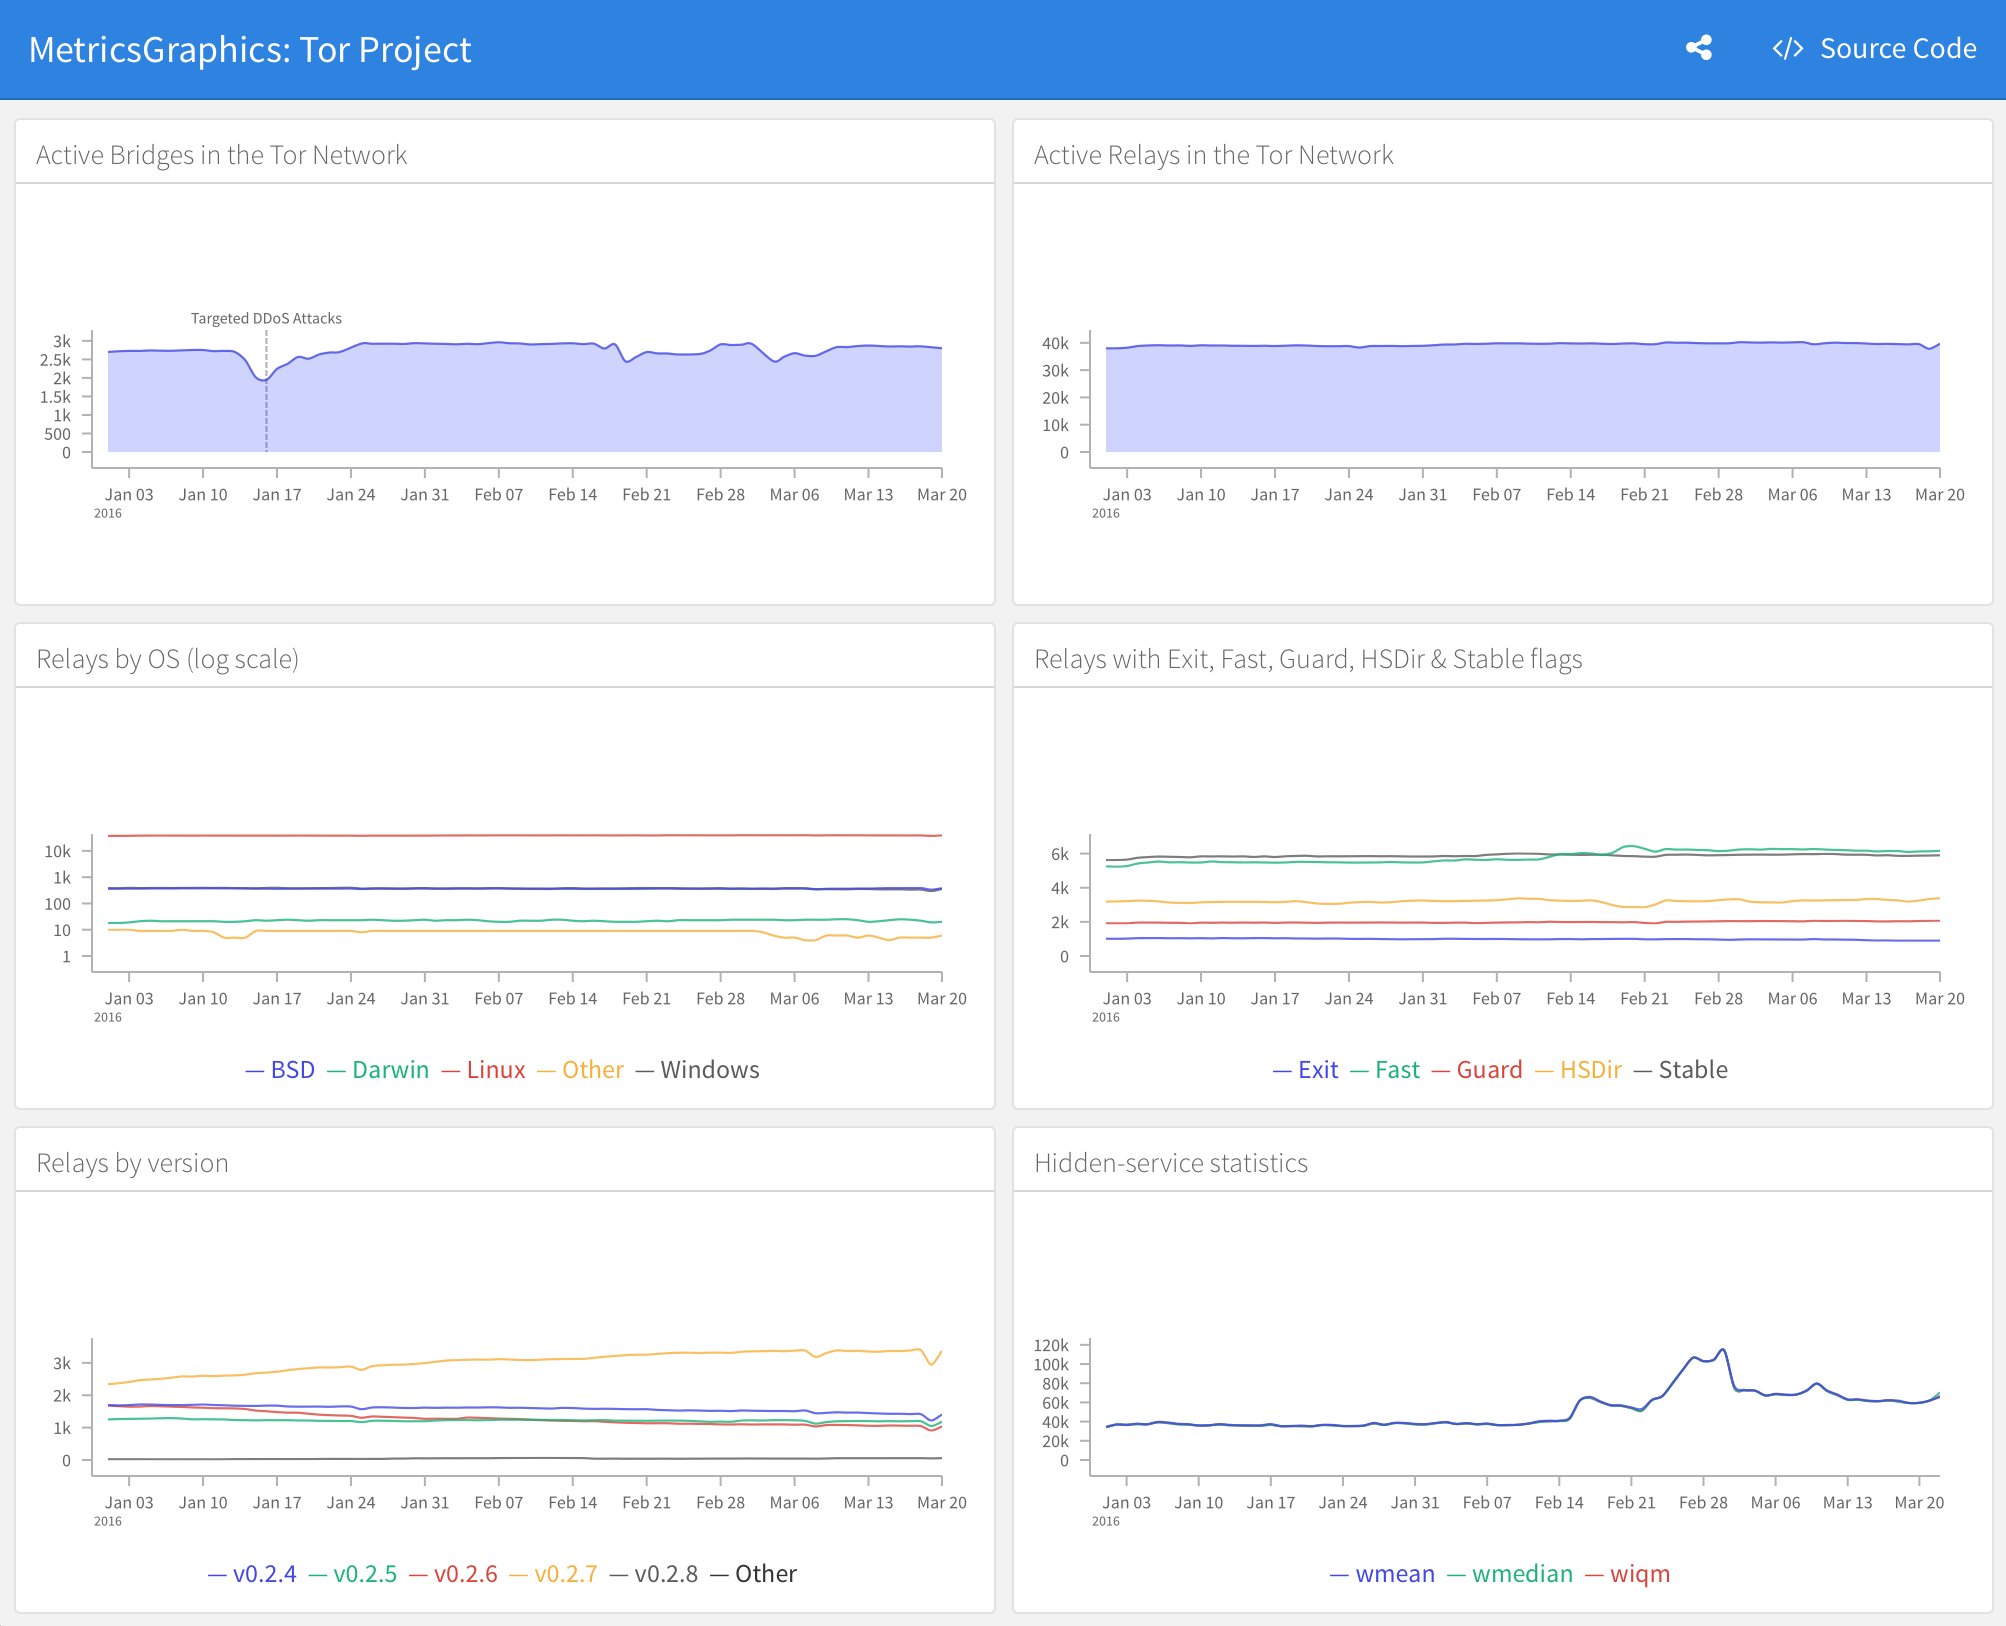 MetricsGraphics: Tor Project
</> Source Code
Active Bridges in the Tor Network
Targeted DDoS Attacks
3k
2.5k
2k
1.5k
1k
500
0
Jan 03 Jan 10 Jan 17 Jan 24 Jan 31 Feb 07 Feb 14 Feb 21 Feb 28 Mar 06 Mar 13 Mar 20
2016
Active Relays in the Tor Network
40k
30k
20k
10k
0
Jan 03 Jan 10 Jan 17 Jan 24 Jan 31 Feb 07 Feb 14 Feb 21 Feb 28 Mar 06 Mar 13 Mar 20
2016
Relays by OS (log scale)
10k
1k
100
10
1
Jan 03 Jan 10 Jan 17 Jan 24 Jan 31 Feb 07 Feb 14 Feb 21 Feb 28 Mar 06 Mar 13 Mar 20
2016
— BSD — Darwin — Linux — Other — Windows
Relays with Exit, Fast, Guard, HSDir & Stable flags
6k
4k
2k
0
Jan 03 Jan 10 Jan 17 Jan 24 Jan 31 Feb 07 Feb 14 Feb 21 Feb 28 Mar 06 Mar 13 Mar 20
2016
— Exit — Fast — Guard — HSDir — Stable
Relays by version
3k
2k
1k
0
Jan 03 Jan 10 Jan 17 Jan 24 Jan 31 Feb 07 Feb 14 Feb 21 Feb 28 Mar 06 Mar 13 Mar 20
2016
— v0.2.4 — v0.2.5 — v0.2.6 — v0.2.7 — v0.2.8 — Other
Hidden-service statistics
120k
100k
80k
60k
40k
20k
0
Jan 03 Jan 10 Jan 17 Jan 24 Jan 31 Feb 07 Feb 14 Feb 21 Feb 28 Mar 06 Mar 13 Mar 20
2016
— wmean — wmedian — wiqm